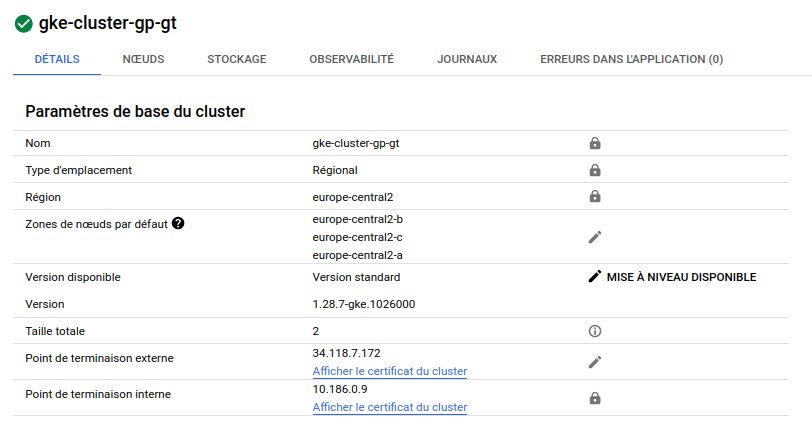 gke-cluster-gp-gt
DÉTAILS NŒUDS STOCKAGE OBSERVABILITÉ JOURNAUX ERREURS DANS L'APPLICATION (0)
Paramètres de base du cluster
Nom gke-cluster-gp-gt
Type d'emplacement Régional
Région europe-central2
Zones de nœuds par défaut ? europe-central2-b
europe-central2-c
europe-central2-a
Version disponible Version standard MISE À NIVEAU DISPONIBLE
Version 1.28.7-gke.1026000
Taille totale 2
Point de terminaison externe 34.118.7.172
Afficher le certificat du cluster
Point de terminaison interne 10.186.0.9
Afficher le certificat du cluster